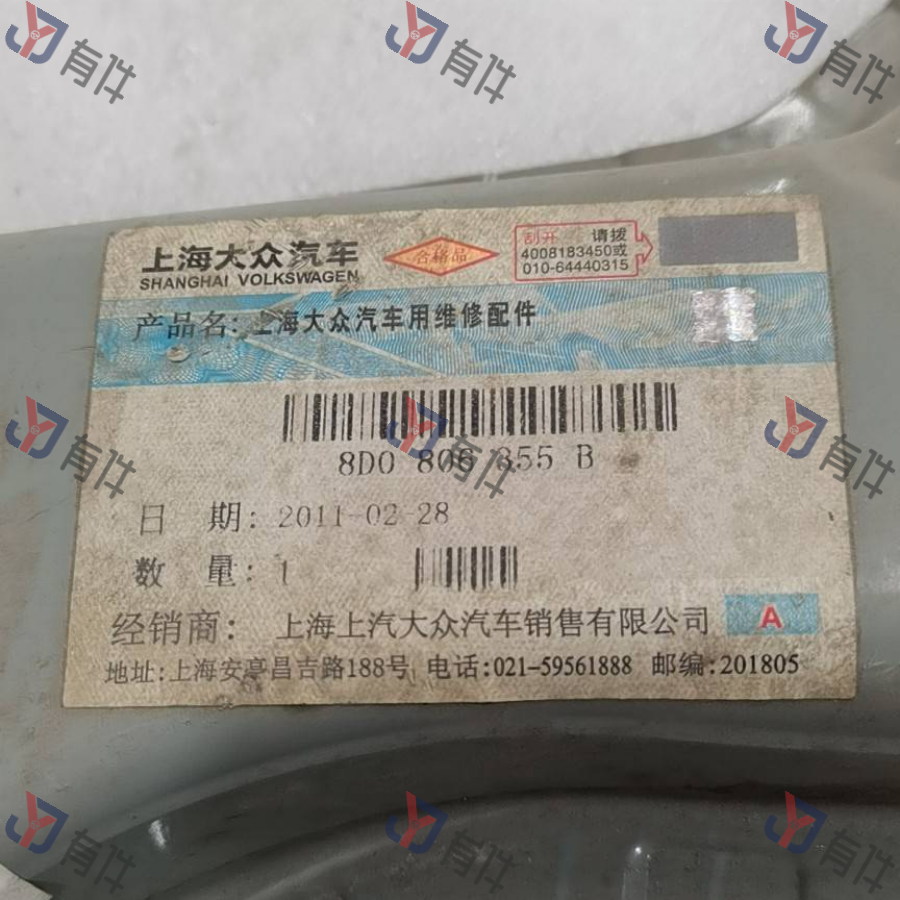 有件
有件
有件
上海大众汽车
SHANGHAI VOLKSWAGEN
合格品
刮开 请拨
4008183450或
010-64440315
产品名: 上海大众汽车用维修配件
8D0 806 355 B
有件
有件
有件
日 期: 2011-02-28
数 量: 1
经销商: 上海上汽大众汽车销售有限公司
A
地址:上海安亭昌吉路188号 电话:021-59561888 邮编:201805
有件
有件
有件